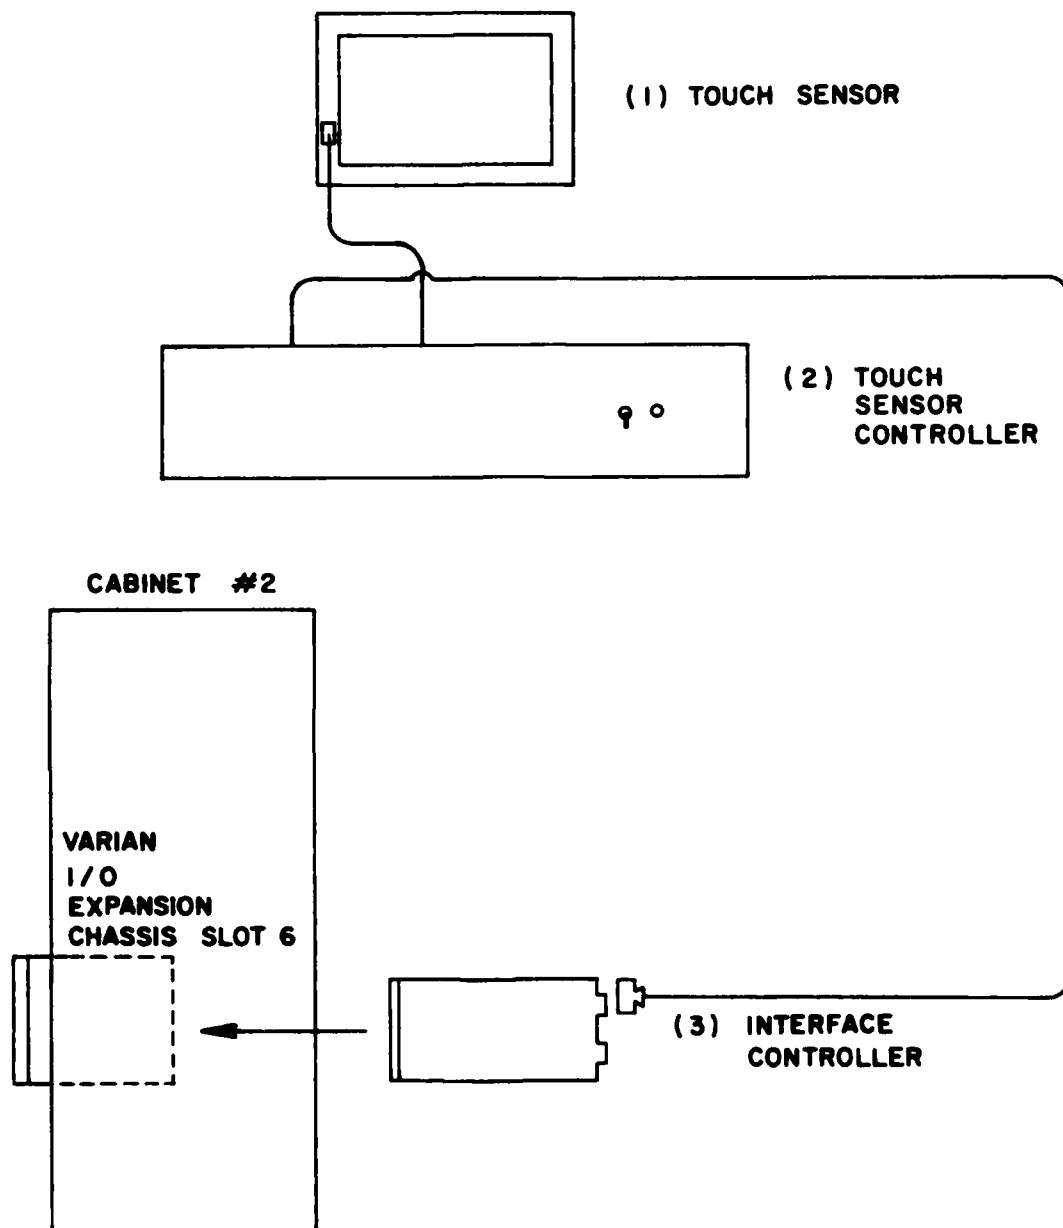 (1) TOUCH SENSOR
(2) TOUCH
SENSOR
CONTROLLER
CABINET #2
VARIAN
I/O
EXPANSION
CHASSIS SLOT 6
(3) INTERFACE
CONTROLLER